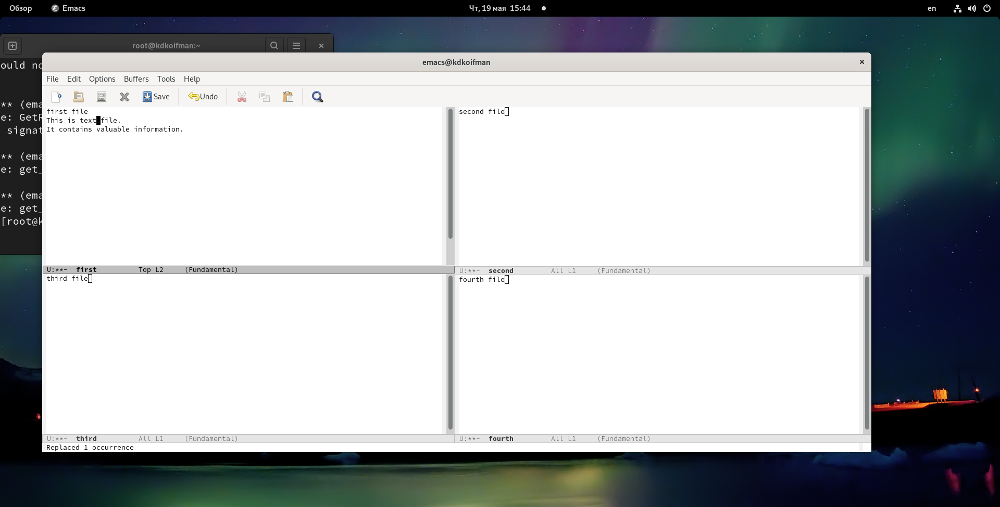 Обзор Emacs Чт, 19 мая 15:44 en
root@kdkoifman:~
ould no
** (ema
e: GetR
signat
** (ema
e: get_
** (ema
e: get_
[root@k
emacs@kdkoifman
File Edit Options Buffers Tools Help
Save Undo
first file
This is text file.
It contains valuable information.
U:**- first Top L2 (Fundamental)
second file
U:**- second All L1 (Fundamental)
third file
U:**- third All L1 (Fundamental)
fourth file
U:**- fourth All L1 (Fundamental)
Replaced 1 occurrence